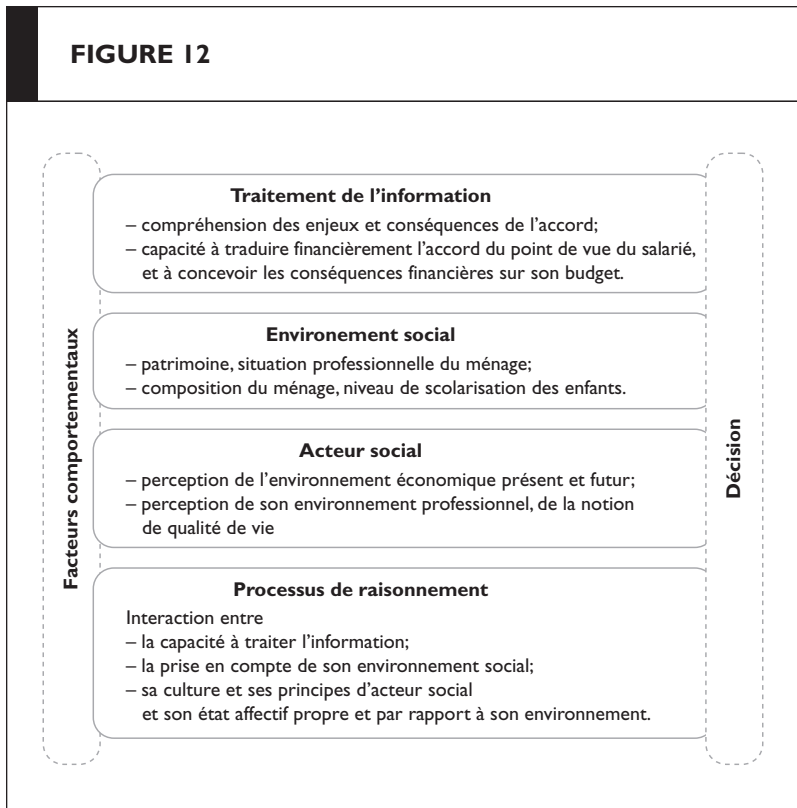 FIGURE 12
Facteurs comportementaux
Traitement de l’information
– compréhension des enjeux et conséquences de l’accord;
– capacité à traduire financièrement l’accord du point de vue du salarié,
et à concevoir les conséquences financières sur son budget.
Environement social
– patrimoine, situation professionnelle du ménage;
– composition du ménage, niveau de scolarisation des enfants.
Acteur social
– perception de l’environnement économique présent et futur;
– perception de son environnement professionnel, de la notion
de qualité de vie
Processus de raisonnement
Interaction entre
– la capacité à traiter l’information;
– la prise en compte de son environnement social;
– sa culture et ses principes d’acteur social
et son état affectif propre et par rapport à son environnement.
Décision